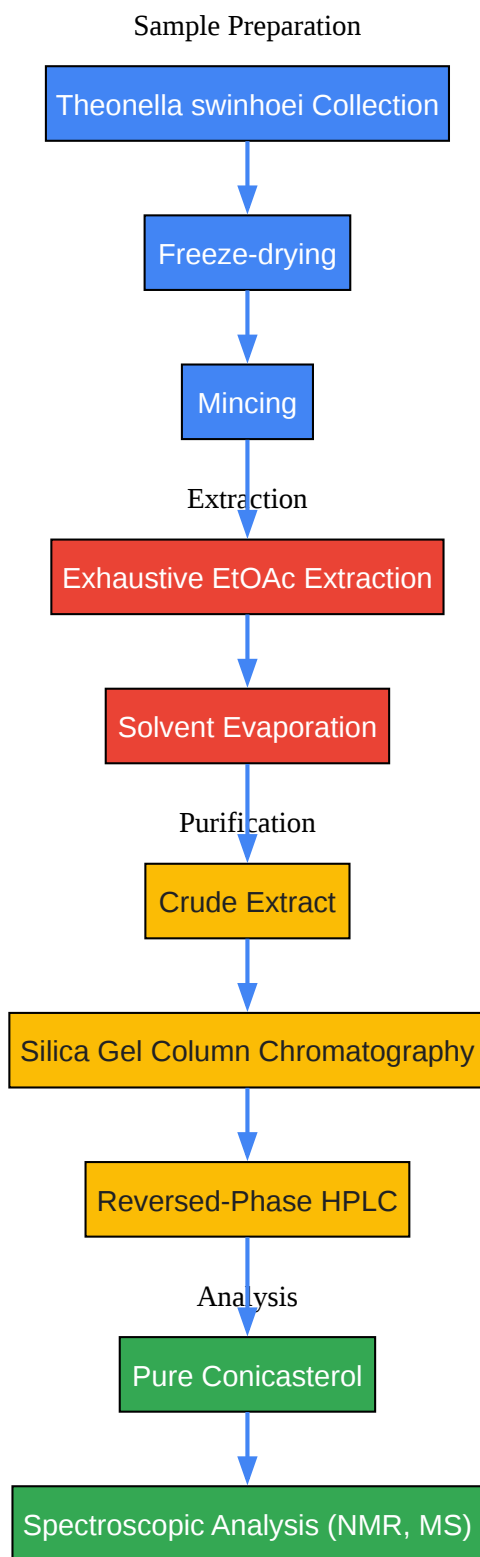 Sample Preparation
Theonella swinhoei Collection
Freeze-drying
Mincing
Extraction
Exhaustive EtOAc Extraction
Solvent Evaporation
Purification
Crude Extract
Silica Gel Column Chromatography
Reversed-Phase HPLC
Analysis
Pure Conicasterol
Spectroscopic Analysis (NMR, MS)